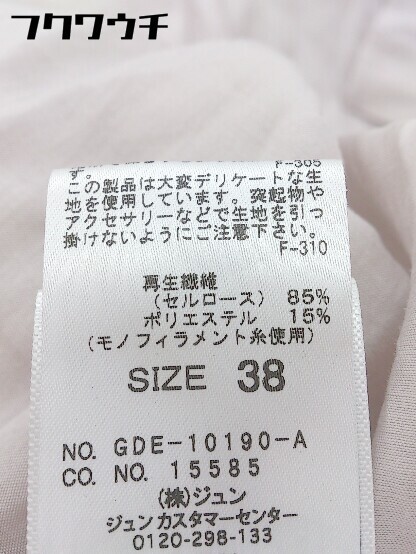 フクワウチ
す。
F-305
この製品は大変デリケートな生
地を使用しています。突起物や
アクセサリーなどで生地を引っ
掛けないようにご注意下さい。
F-310
再生繊維
(セルロース) 85%
ポリエステル 15%
(モノフィラメント糸使用)
SIZE 38
NO. GDE-10190-A
CO. NO. 15585
(株)ジュン
ジュンカスタマーセンター
0120-298-133